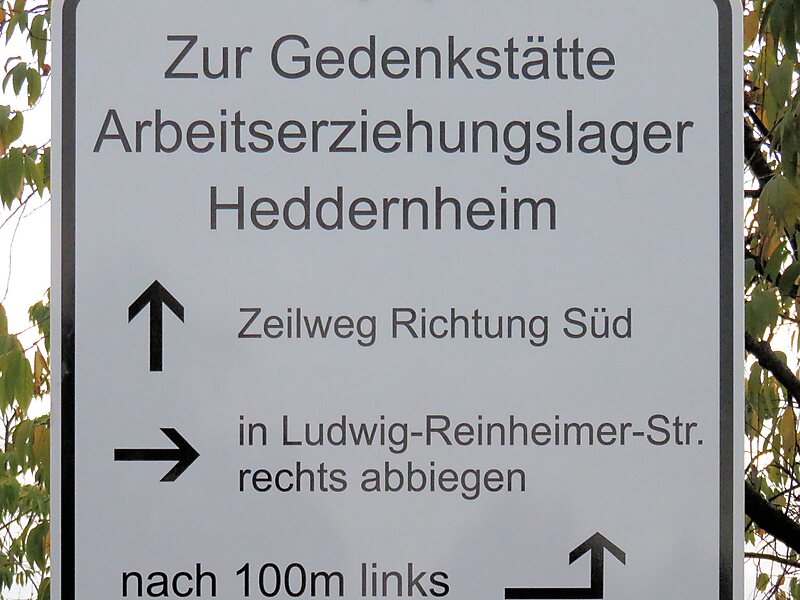 Zur Gedenkstätte
Arbeitserziehungslager
Heddernheim
Zeilweg Richtung Süd
in Ludwig-Reinheimer-Str.
rechts abbiegen
nach 100m links